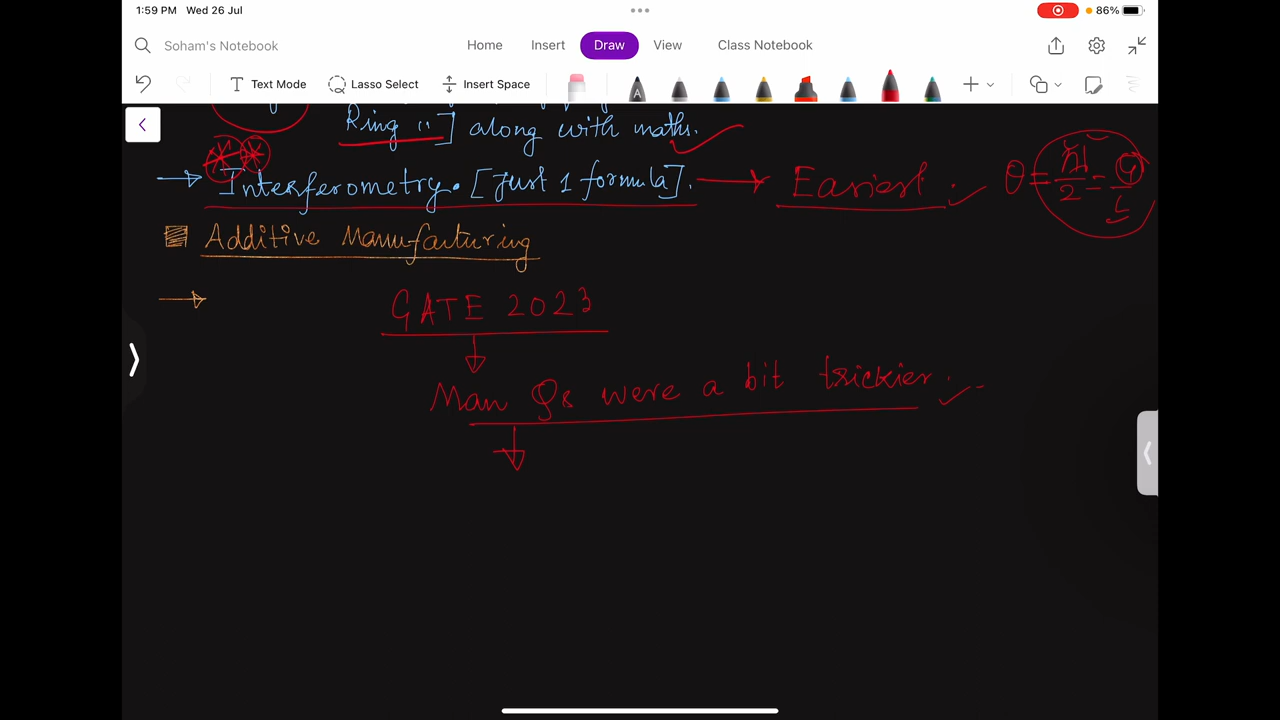 1:59 PM Wed 26 Jul
86%
Soham's Notebook
Home Insert Draw View Class Notebook
Text Mode Lasso Select Insert Space
A
Ring "] along with maths.
→ Interferometry. [Just 1 formula]. → Easiest.
θ =
■ Additive Manufacturing
→
GATE 2023
↓
Man Qs were a bit trickier.
↓